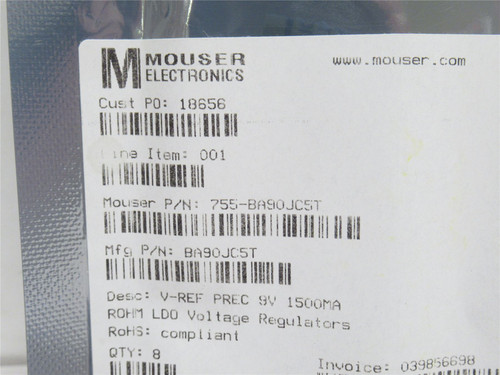 MOUSER
ELECTRONICS
www.mouser.com
Cust PO: 18656
Line Item: 001
Mouser P/N: 755-BA90JC5T
Mfg P/N: BA90JC5T
Desc: V-REF PREC 9V 1500MA
ROHM LDO Voltage Regulators
RoHS: compliant
QTY: 8
Invoice: 039856698